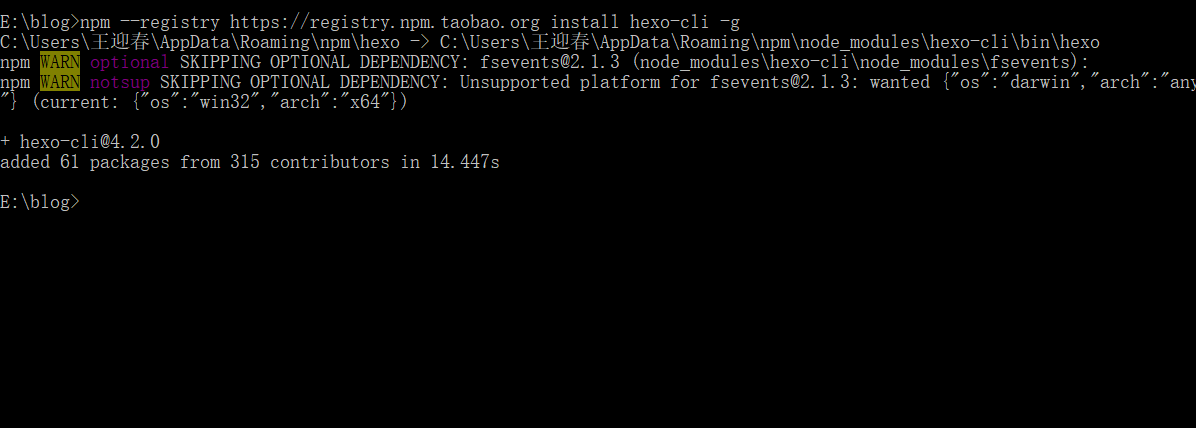 E:\blog>npm --registry https://registry.npm.taobao.org install hexo-cli -g
C:\Users\王迎春\AppData\Roaming\npm\hexo -> C:\Users\王迎春\AppData\Roaming\npm\node_modules\hexo-cli\bin\hexo
npm WARN optional SKIPPING OPTIONAL DEPENDENCY: fsevents@2.1.3 (node_modules\hexo-cli\node_modules\fsevents):
npm WARN notsup SKIPPING OPTIONAL DEPENDENCY: Unsupported platform for fsevents@2.1.3: wanted {"os":"darwin","arch":"any
"} (current: {"os":"win32","arch":"x64"})
+ hexo-cli@4.2.0
added 61 packages from 315 contributors in 14.447s
E:\blog>